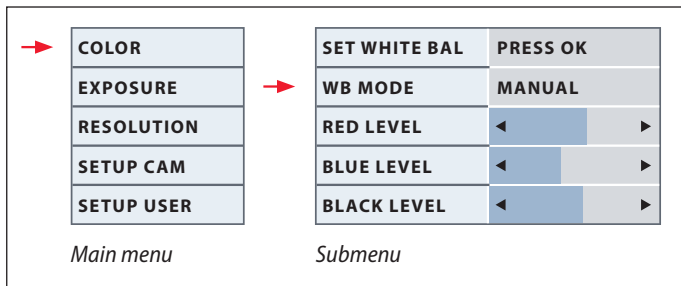 COLOR
EXPOSURE
RESOLUTION
SETUP CAM
SETUP USER
Main menu
SET WHITE BAL PRESS OK
WB MODE MANUAL
RED LEVEL
BLUE LEVEL
BLACK LEVEL
Submenu